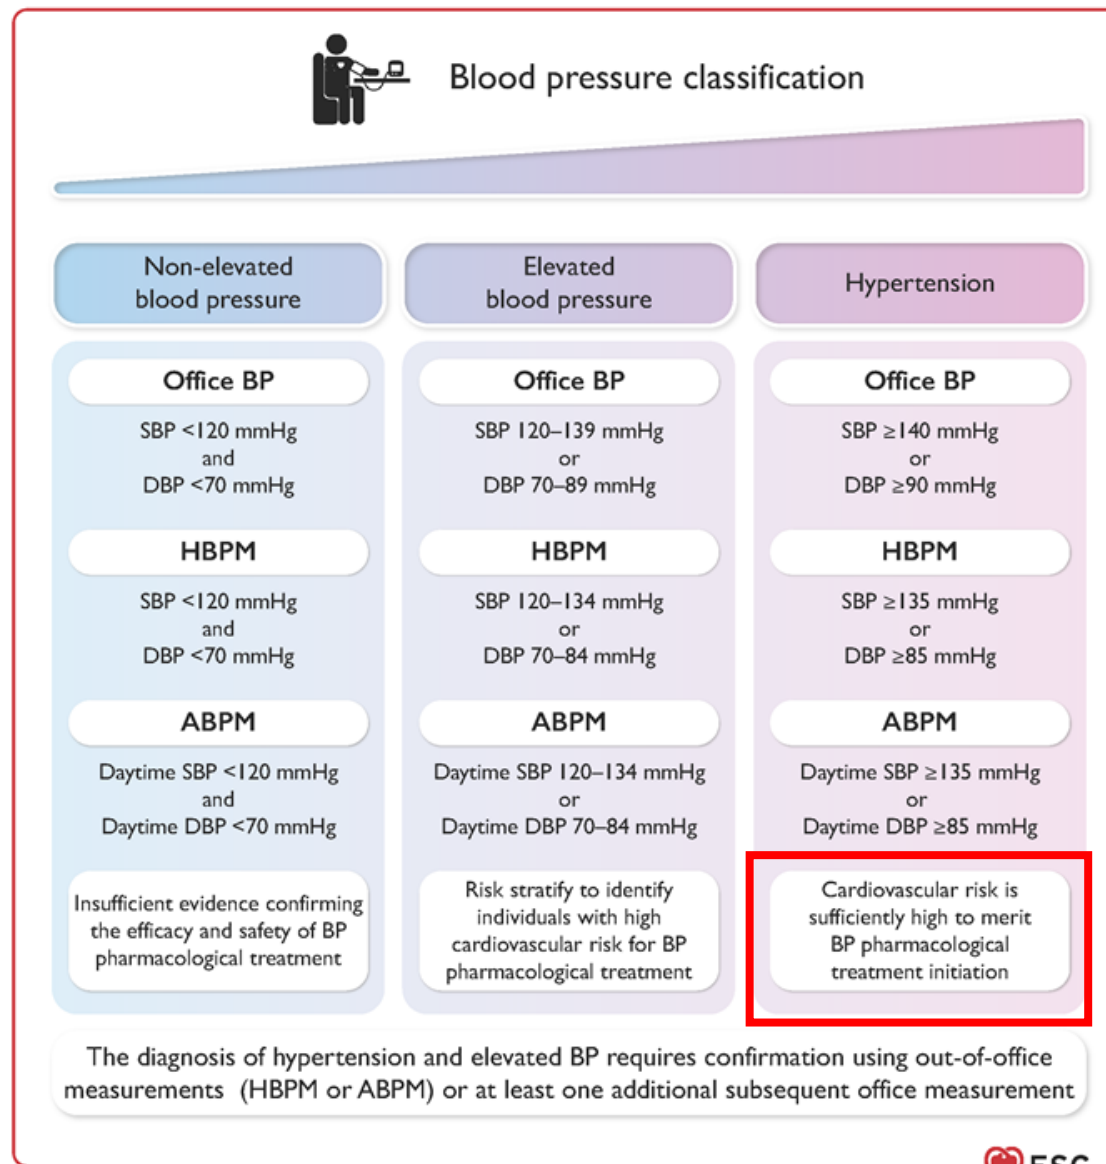 Blood pressure classification
Non-elevated
blood pressure
Elevated
blood pressure
Hypertension
Office BP
SBP <120 mmHg
and
DBP <70 mmHg
HBPM
SBP <120 mmHg
and
DBP <70 mmHg
ABPM
Daytime SBP <120 mmHg
and
Daytime DBP <70 mmHg
Insufficient evidence confirming
the efficacy and safety of BP
pharmacological treatment
Office BP
SBP 120–139 mmHg
or
DBP 70–89 mmHg
HBPM
SBP 120–134 mmHg
or
DBP 70–84 mmHg
ABPM
Daytime SBP 120–134 mmHg
or
Daytime DBP 70–84 mmHg
Risk stratify to identify
individuals with high
cardiovascular risk for BP
pharmacological treatment
Office BP
SBP ≥140 mmHg
or
DBP ≥90 mmHg
HBPM
SBP ≥135 mmHg
or
DBP ≥85 mmHg
ABPM
Daytime SBP ≥135 mmHg
or
Daytime DBP ≥85 mmHg
Cardiovascular risk is
sufficiently high to merit
BP pharmacological
treatment initiation
The diagnosis of hypertension and elevated BP requires confirmation using out-of-office
measurements (HBPM or ABPM) or at least one additional subsequent office measurement
ESC